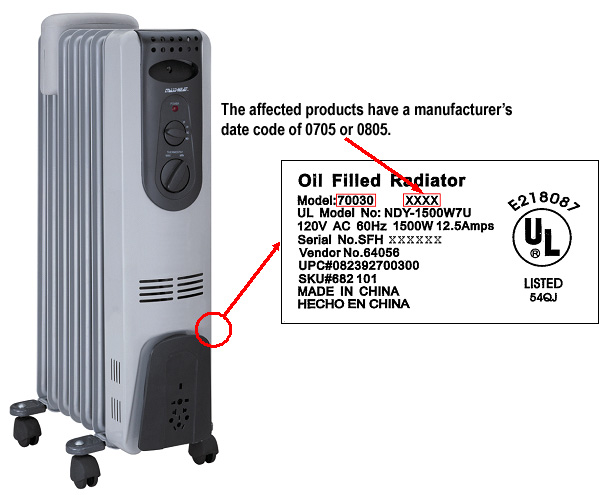 The affected products have a manufacturer's
date code of 0705 or 0805.
Oil Filled Radiator
Model: 70030 XXXX
UL Model No: NDY-1500W7U
120V AC 60Hz 1500W 12.5Amps
Serial No.SFH XXXXXX
Vendor No.64056
UPC#082392700300
SKU#682 101
MADE IN CHINA
HECHO EN CHINA
E218087
UL
®
LISTED
54QJ